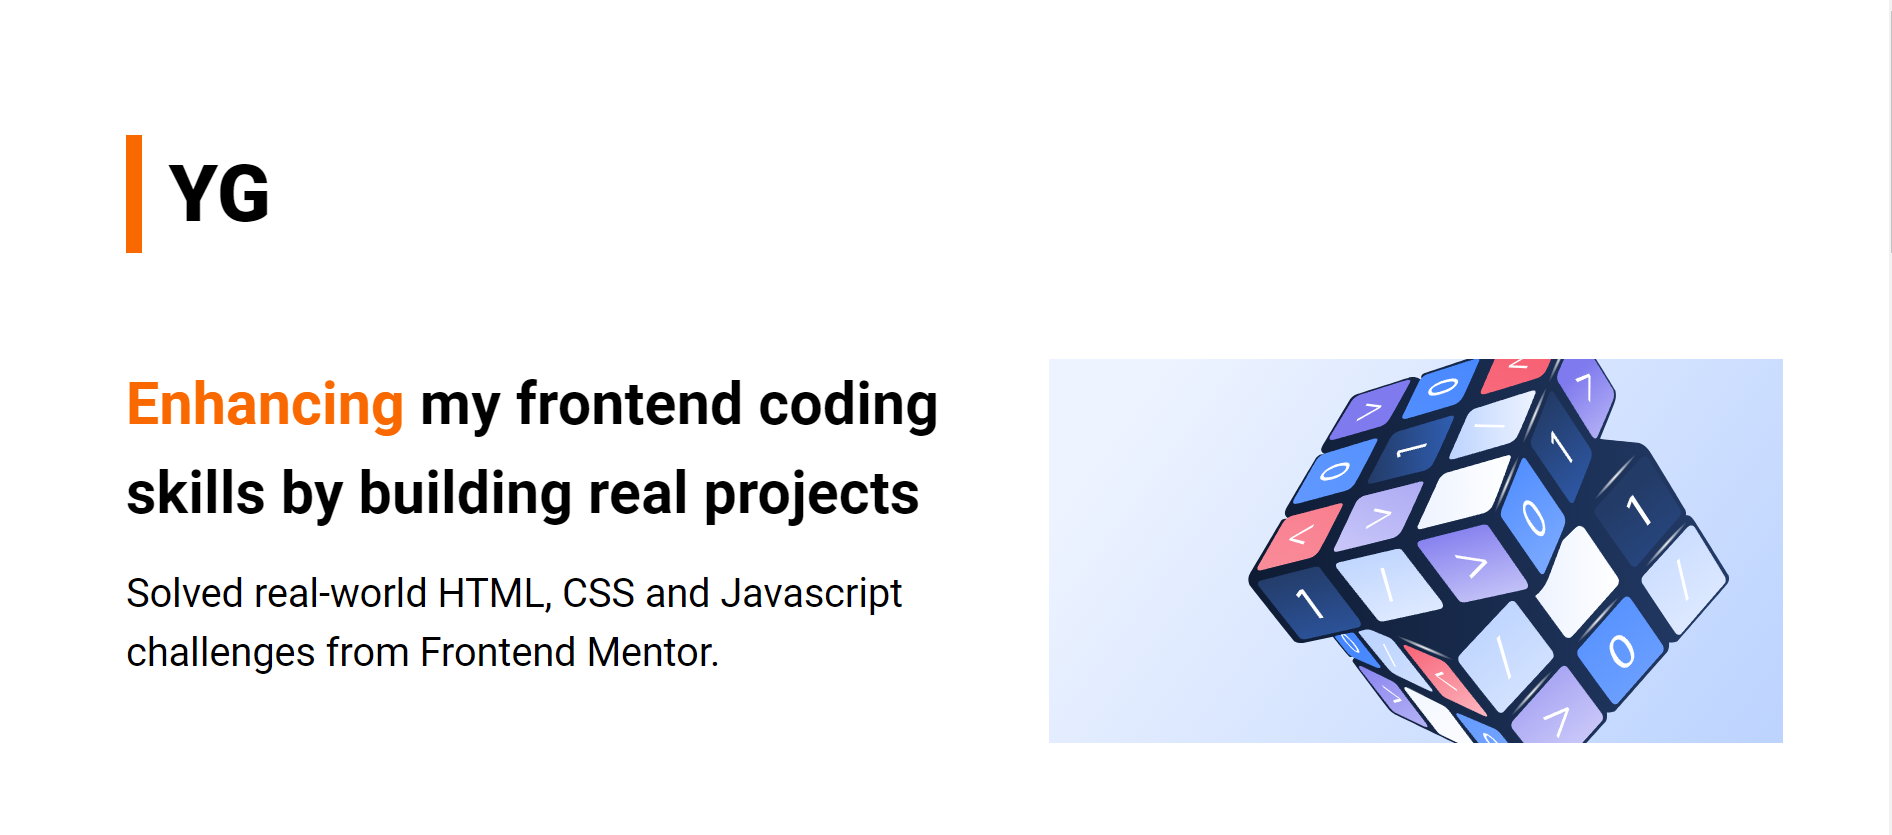 YG
Enhancing my frontend coding
skills by building real projects
Solved real-world HTML, CSS and Javascript
challenges from Frontend Mentor.